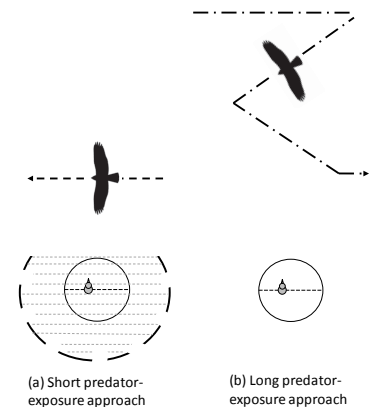 (a) Short predator-
exposure approach
(b) Long predator-
exposure approach